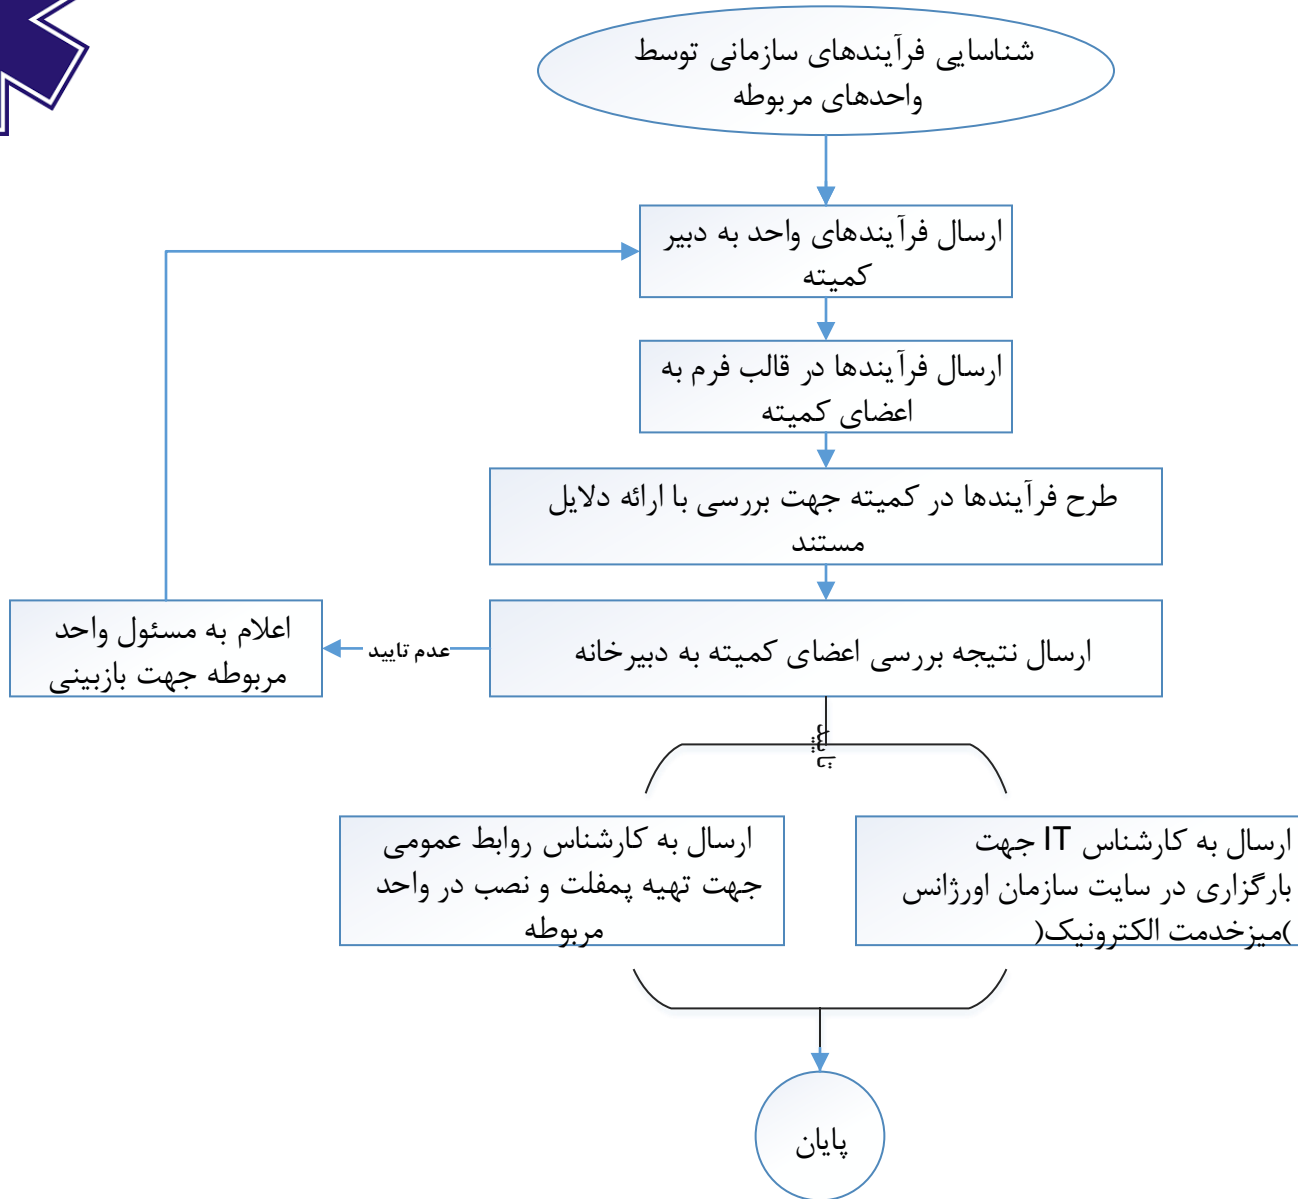 شناسایی فرآیندهای سازمانی توسط
واحدهای مربوطه
ارسال فرآیندهای واحد به دبیر
کمیته
ارسال فرآیندها در قالب فرم به
اعضای کمیته
طرح فرآیندها در کمیته جهت بررسی با ارائه دلایل
مستند
ارسال نتیجه بررسی اعضای کمیته به دبیرخانه
عدم تایید
اعلام به مسئول واحد
مربوطه جهت بازبینی
تایید
ارسال به کارشناس IT جهت
بارگزاری در سایت سازمان اورژانس
)میزخدمت الکترونیک(
ارسال به کارشناس روابط عمومی
جهت تهیه پمفلت و نصب در واحد
مربوطه
پایان